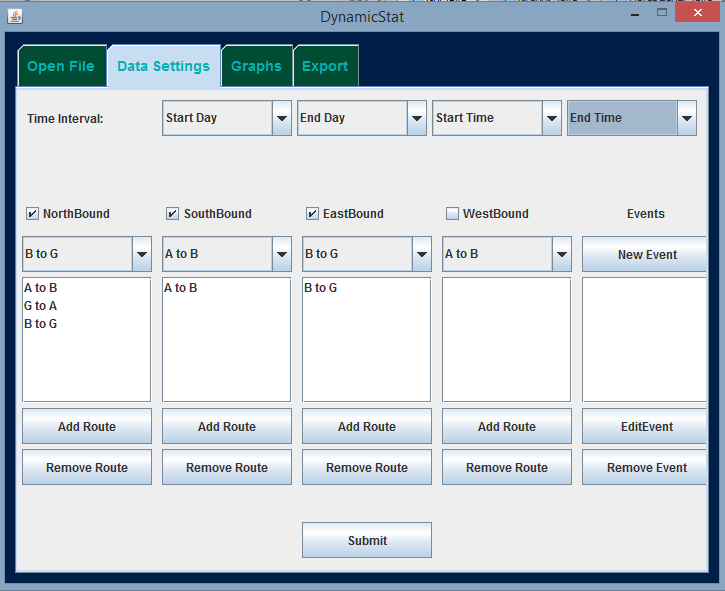 DynamicStat
Open File Data Settings Graphs Export
Time Interval: Start Day End Day Start Time End Time
NorthBound SouthBound EastBound WestBound Events
B to G A to B B to G A to B New Event
A to B A to B B to G
G to A
B to G
Add Route Add Route Add Route Add Route EditEvent
Remove Route Remove Route Remove Route Remove Route Remove Event
Submit